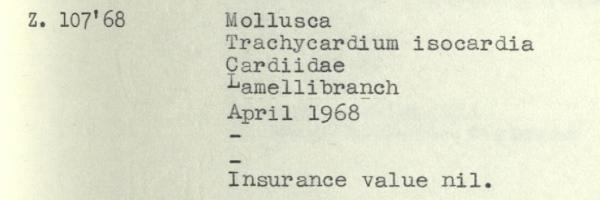 Z. 107'68 Mollusca
Trachycardium isocardia
Cardiidae
Lamellibranch
April 1968
-
-
Insurance value nil.